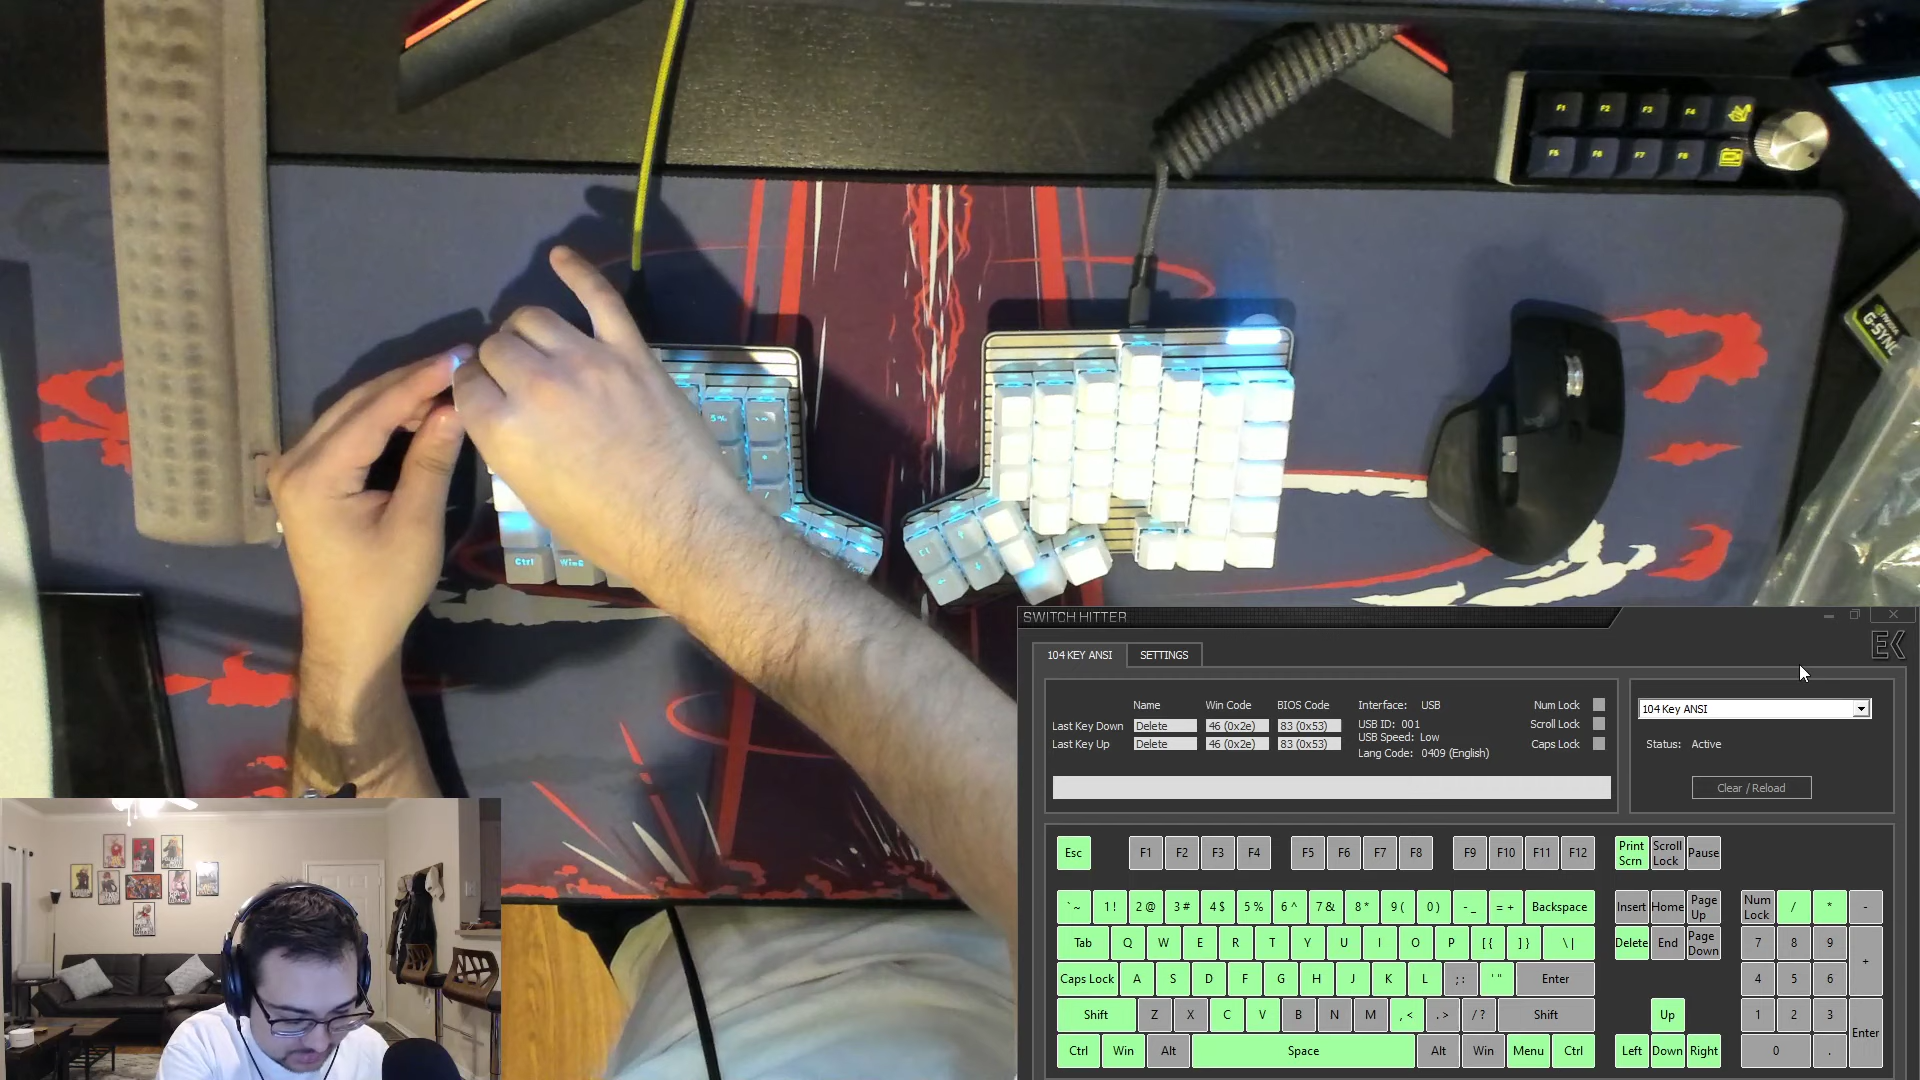 F1 F2 F3 F4
F5 F6 F7 F8
G-SYNC
5%
Ctrl
SWITCH HITTER
EK
104 KEY ANSI SETTINGS
Name Win Code BIOS Code Interface: USB Num Lock
104 Key ANSI
Last Key Down Delete 46 (0x2e) 83 (0x53) USB ID: 001 Scroll Lock
USB Speed: Low
Last Key Up Delete 46 (0x2e) 83 (0x53) Lang Code: 0409 (English) Caps Lock
Status: Active
Clear / Reload
Esc F1 F2 F3 F4 F5 F6 F7 F8 F9 F10 F11 F12 Print Scrn Scroll Lock Pause
` ~ 1 ! 2 @ 3 # 4 $ 5 % 6 ^ 7 & 8 * 9 ( 0 ) - _ = + Backspace Insert Home Page Up Num Lock / * -
Tab Q W E R T Y U I O P [ { ] } \ | Delete End Page Down 7 8 9 +
Caps Lock A S D F G H J K L ; : ' " Enter 4 5 6
Shift Z X C V B N M , < . > / ? Shift Up 1 2 3 Enter
Ctrl Win Alt Space Alt Win Menu Ctrl Left Down Right 0 .